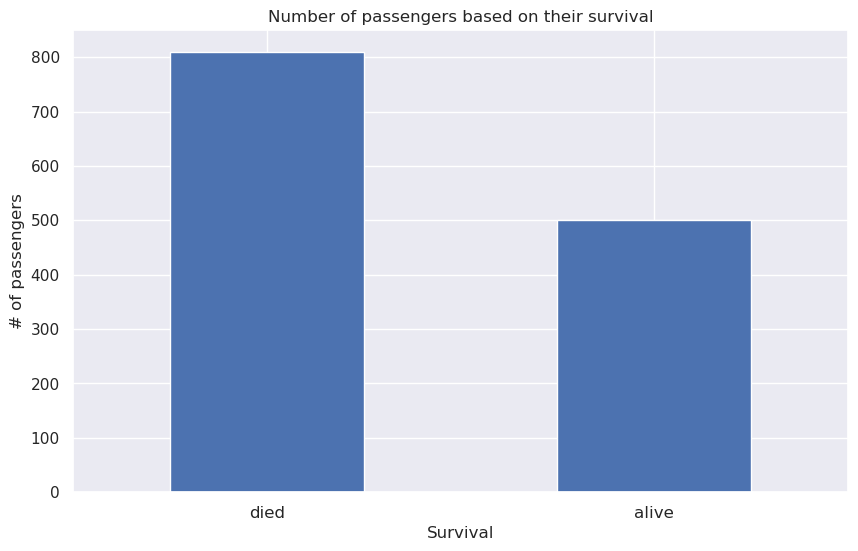 Number of passengers based on their survival
800
700
600
500
400
300
200
100
0
# of passengers
died
alive
Survival